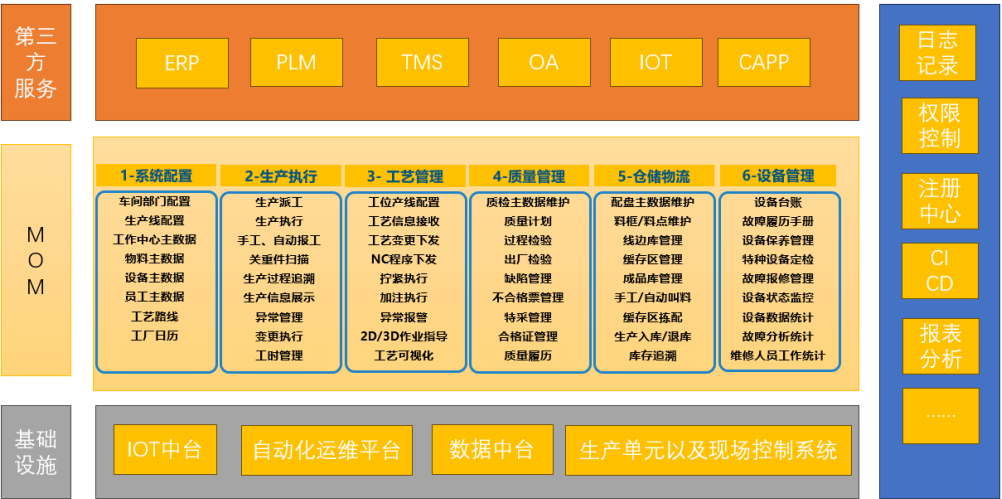 第三
方
服务
ERP
PLM
TMS
OA
IOT
CAPP
M
O
M
1-系统配置
车间部门配置
生产线配置
工作中心主数据
物料主数据
设备主数据
员工主数据
工艺路线
工厂日历
2-生产执行
生产派工
生产执行
手工、自动报工
关重件扫描
生产过程追溯
生产信息展示
异常管理
变更执行
工时管理
3- 工艺管理
工位产线配置
工艺信息接收
工艺变更下发
NC程序下发
拧紧执行
加注执行
异常报警
2D/3D作业指导
工艺可视化
4-质量管理
质检主数据维护
质量计划
过程检验
出厂检验
缺陷管理
不合格票管理
特采管理
合格证管理
质量履历
5-仓储物流
配盘主数据维护
料框/料点维护
线边库管理
缓存区管理
成品库管理
手工/自动叫料
缓存区拣配
生产入库/退库
库存追溯
6-设备管理
设备台账
故障履历手册
设备保养管理
特种设备定检
故障报修管理
设备状态监控
设备数据统计
故障分析统计
维修人员工作统计
基础
设施
IOT中台
自动化运维平台
数据中台
生产单元以及现场控制系统
日志
记录
权限
控制
注册
中心
CI
CD
报表
分析
……